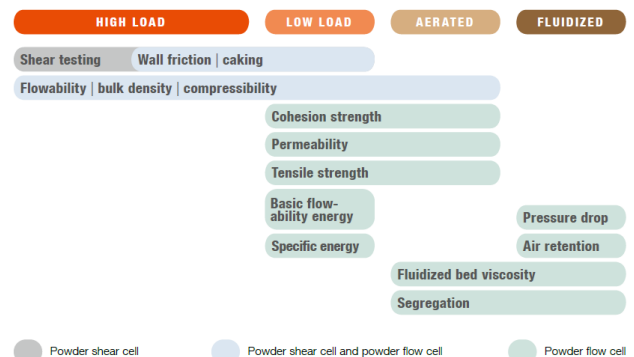 HIGH LOAD LOW LOAD AERATED FLUIDIZED
Shear testing Wall friction | caking
Flowability | bulk density | compressibility
Cohesion strength
Permeability
Tensile strength
Basic flow-
ability energy
Pressure drop
Specific energy Air retention
Fluidized bed viscosity
Segregation
Powder shear cell Powder shear cell and powder flow cell Powder flow cell